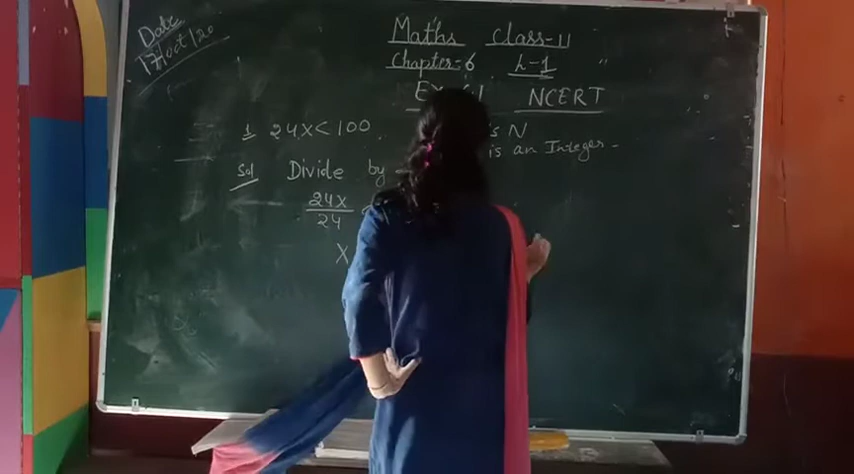 Date
17/oct/20
Maths Class-11
Chapter-6 L-1
NCERT
1 24x<100 N
is an Integer
Sol Divide by
24x/24
x